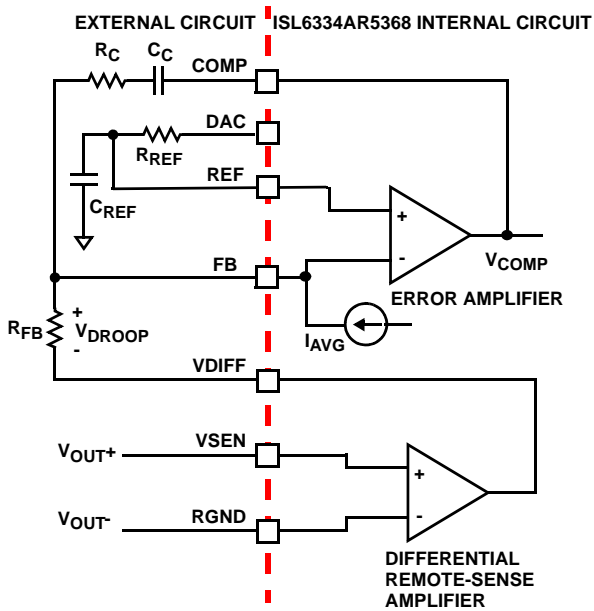 EXTERNAL CIRCUIT
ISL6334AR5368 INTERNAL CIRCUIT
RC
CC
COMP
DAC
RREF
REF
CREF
+
-
VCOMP
FB
ERROR AMPLIFIER
IAVG
RFB
+
VDROOP
-
VDIFF
VOUT+
VSEN
+
VOUT-
RGND
-
DIFFERENTIAL
REMOTE-SENSE
AMPLIFIER